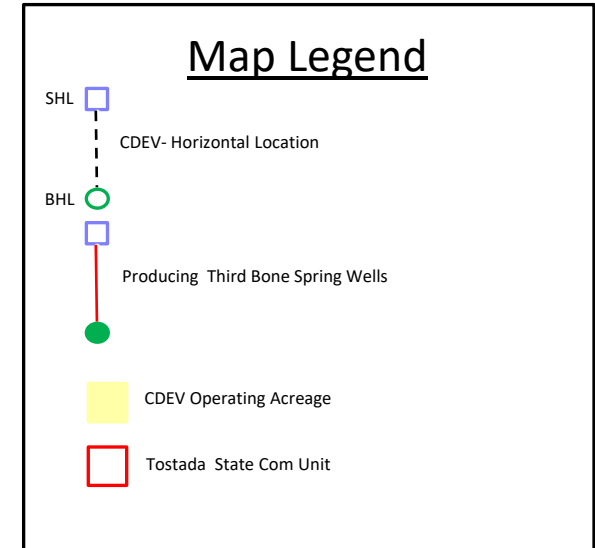 Map Legend
SHL
CDEV- Horizontal Location
BHL
Producing Third Bone Spring Wells
CDEV Operating Acreage
Tostada State Com Unit